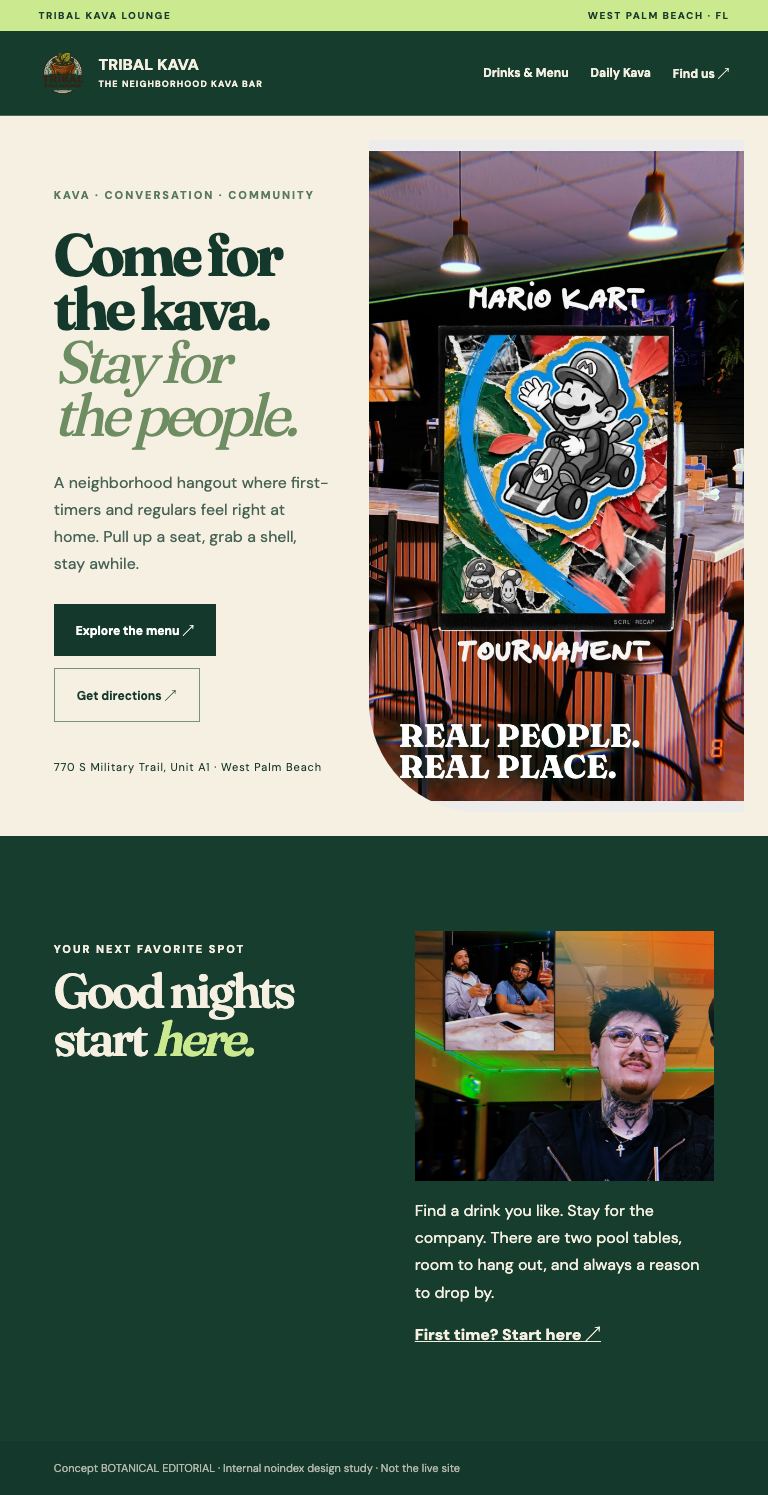 TRIBAL KAVA LOUNGE
WEST PALM BEACH · FL
TRIBAL KAVA
THE NEIGHBORHOOD KAVA BAR
Drinks & Menu
Daily Kava
Find us ↗
KAVA · CONVERSATION · COMMUNITY
Come for
the kava.
Stay for
the people.
A neighborhood hangout where first-
timers and regulars feel right at
home. Pull up a seat, grab a shell,
stay awhile.
Explore the menu ↗
Get directions ↗
770 S Military Trail, Unit A1 · West Palm Beach
MARIO KART
M
M
SCRL RECAP
TOURNAMENT
REAL PEOPLE.
REAL PLACE.
8
YOUR NEXT FAVORITE SPOT
Good nights
start here.
Find a drink you like. Stay for the
company. There are two pool tables,
room to hang out, and always a reason
to drop by.
First time? Start here ↗
Concept BOTANICAL EDITORIAL · Internal noindex design study · Not the live site